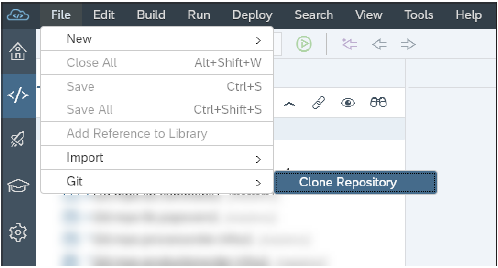 File Edit Build Run Deploy Search View Tools Help
New
Close All Alt+Shift+W
Save Ctrl+S
Save All Ctrl+Shift+S
Add Reference to Library
Import
Git
Clone Repository